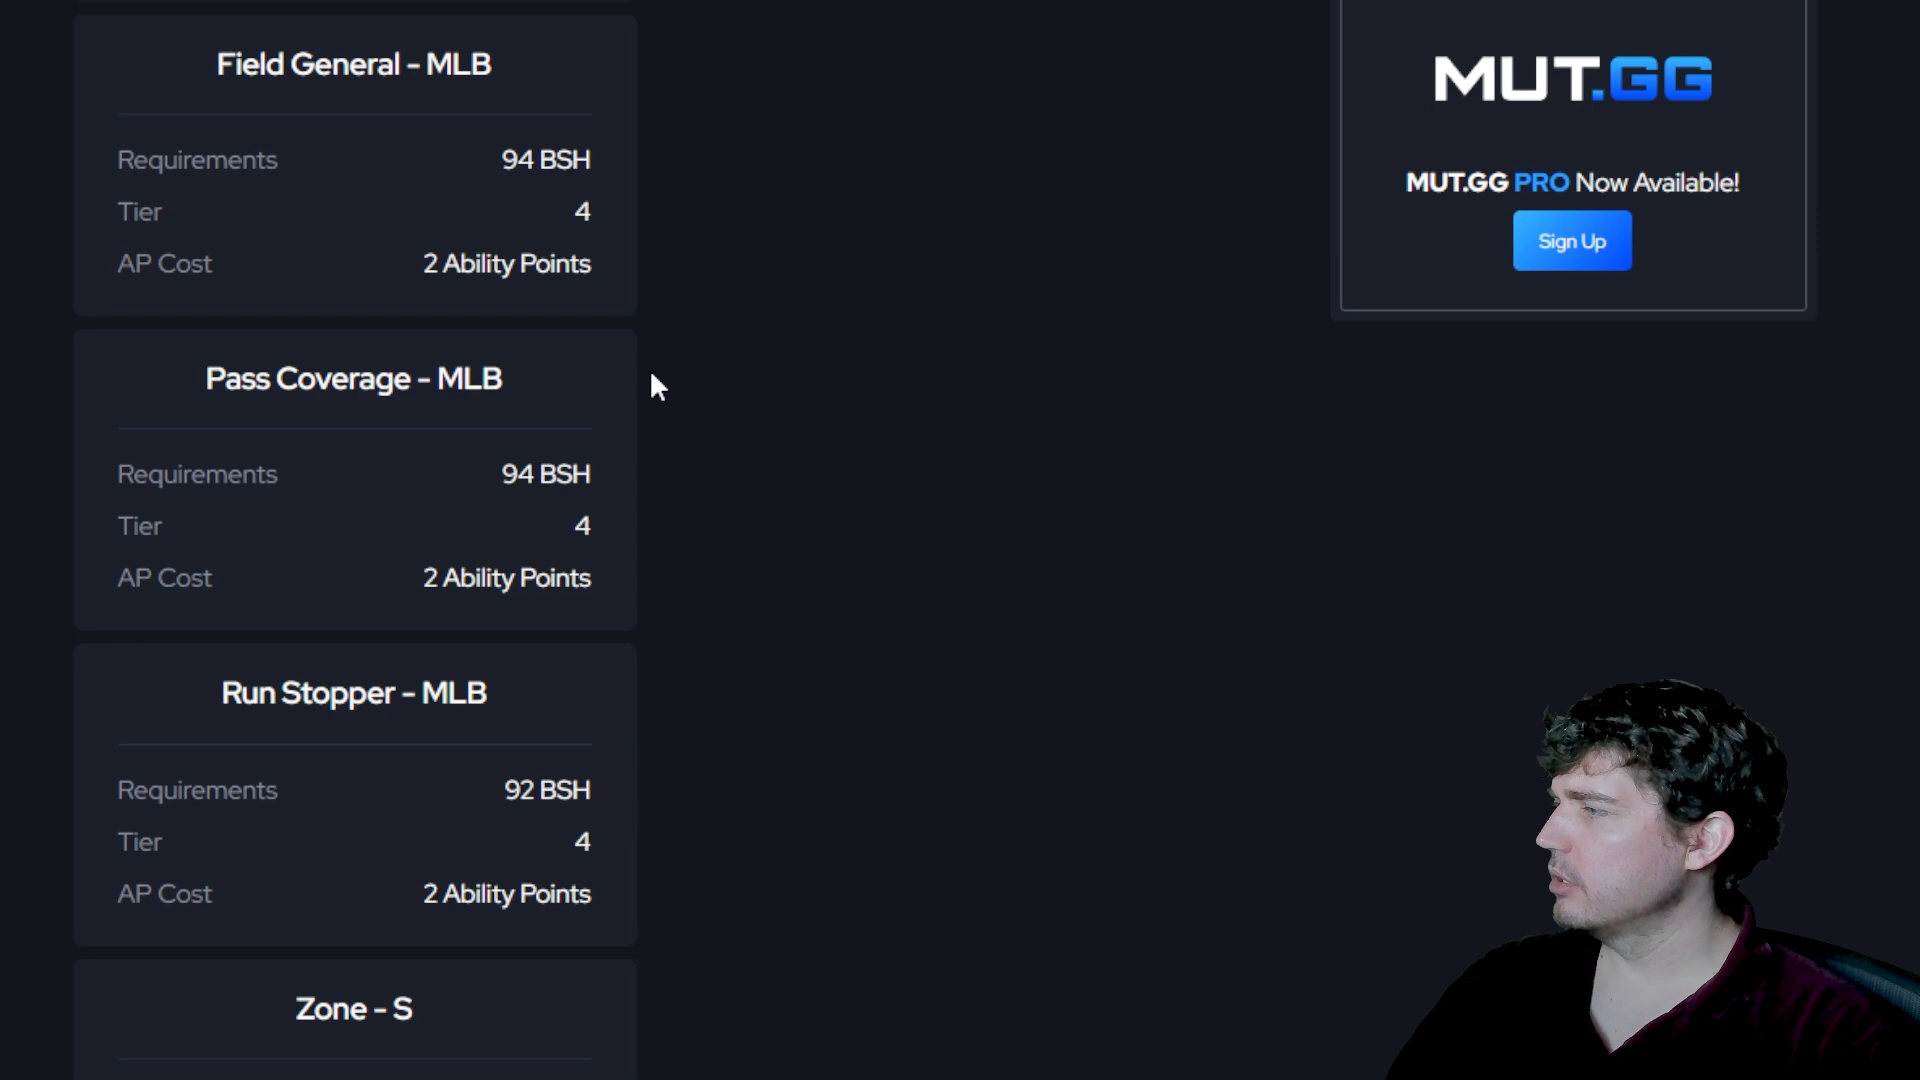 Field General - MLB
Requirements 94 BSH
Tier 4
AP Cost 2 Ability Points
Pass Coverage - MLB
Requirements 94 BSH
Tier 4
AP Cost 2 Ability Points
Run Stopper - MLB
Requirements 92 BSH
Tier 4
AP Cost 2 Ability Points
Zone - S
MUT.GG
MUT.GG PRO Now Available!
Sign Up